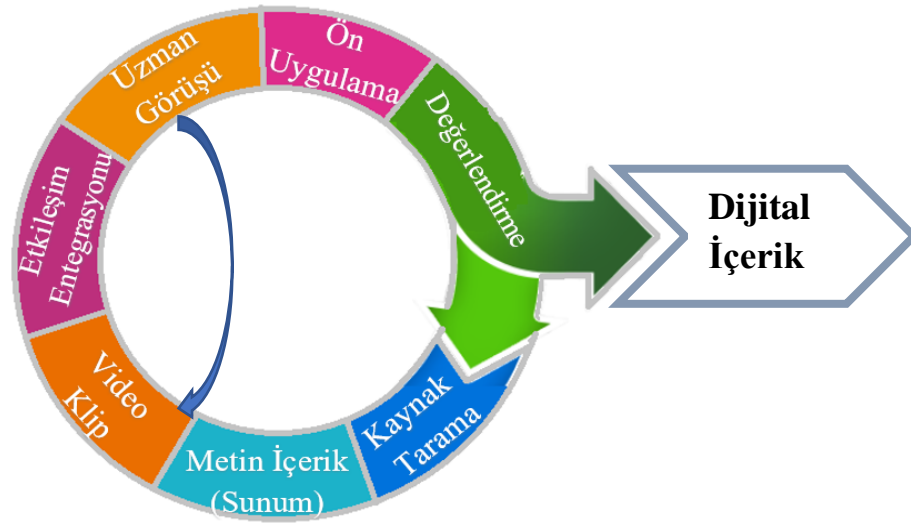 Ön
Uygulama
Değerlendirme
Dijital
İçerik
Kaynak
Tarama
Metin İçerik
(Sunum)
Video
Klip
Etkileşim
Entegrasyonu
Uzman
Görüşü